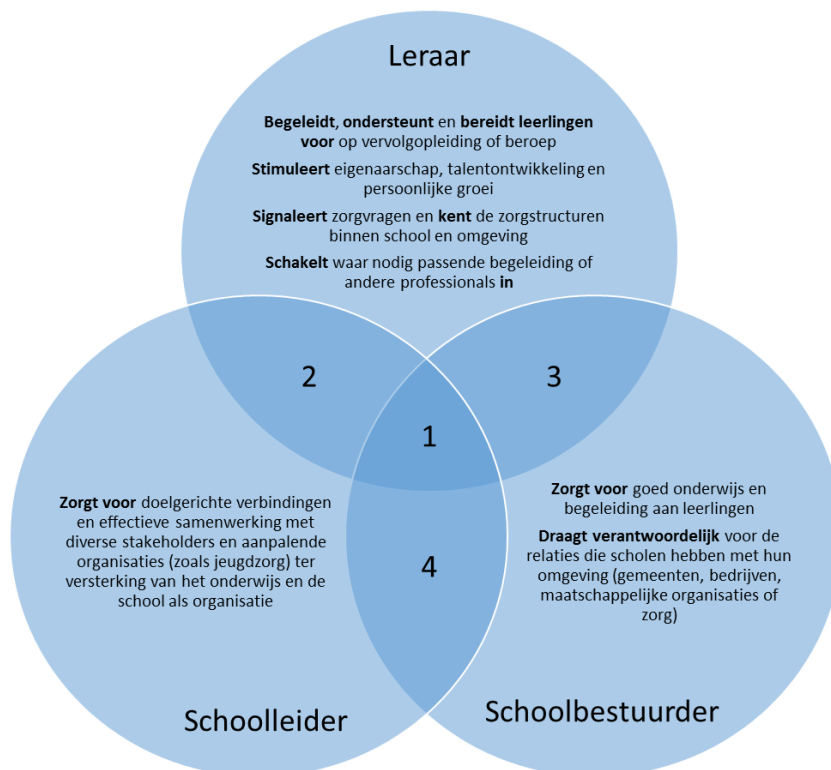 Leraar
Begeleidt, ondersteunt en bereidt leerlingen
voor op vervolgopleiding of beroep
Stimuleert eigenaarschap, talentontwikkeling en
persoonlijke groei
Signaleert zorgvragen en kent de zorgstructuren
binnen school en omgeving
Schakelt waar nodig passende begeleiding of
andere professionals in
2
3
1
4
Zorgt voor doelgerichte verbindingen
en effectieve samenwerking met
diverse stakeholders en aanpalende
organisaties (zoals jeugdzorg) ter
versterking van het onderwijs en de
school als organisatie
Zorgt voor goed onderwijs en
begeleiding aan leerlingen
Draagt verantwoordelijk voor de
relaties die scholen hebben met hun
omgeving (gemeenten, bedrijven,
maatschappelijke organisaties of
zorg)
Schoolleider
Schoolbestuurder